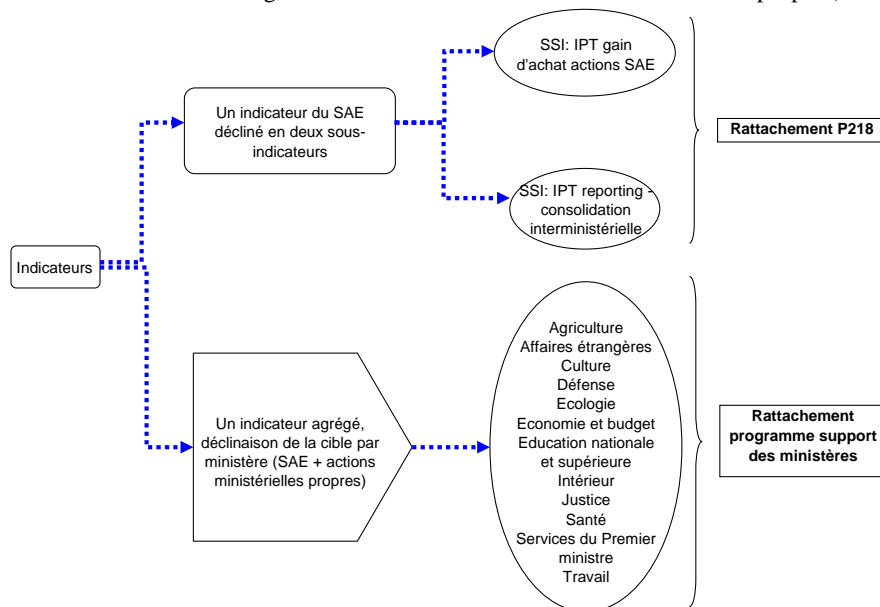 SSI: IPT gain
d'achat actions SAE
Un indicateur du SAE
décliné en deux sous-
indicateurs
Rattachement P218
SSI: IPT reporting -
consolidation
interministérielle
Indicateurs
Un indicateur agrégé,
déclinaison de la cible par
ministère (SAE + actions
ministérielles propres)
Agriculture
Affaires étrangères
Culture
Défense
Ecologie
Economie et budget
Education nationale
et supérieure
Intérieur
Justice
Santé
Services du Premier
ministre
Travail
Rattachement
programme support
des ministères